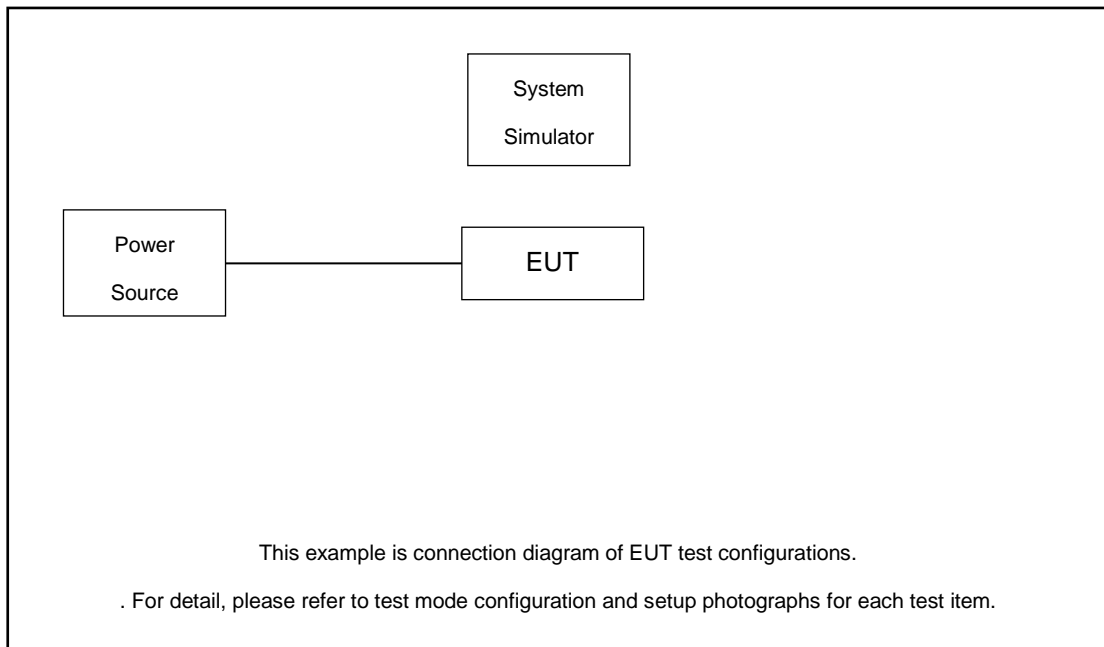 System
Simulator
Power
Source
EUT
This example is connection diagram of EUT test configurations.
. For detail, please refer to test mode configuration and setup photographs for each test item.